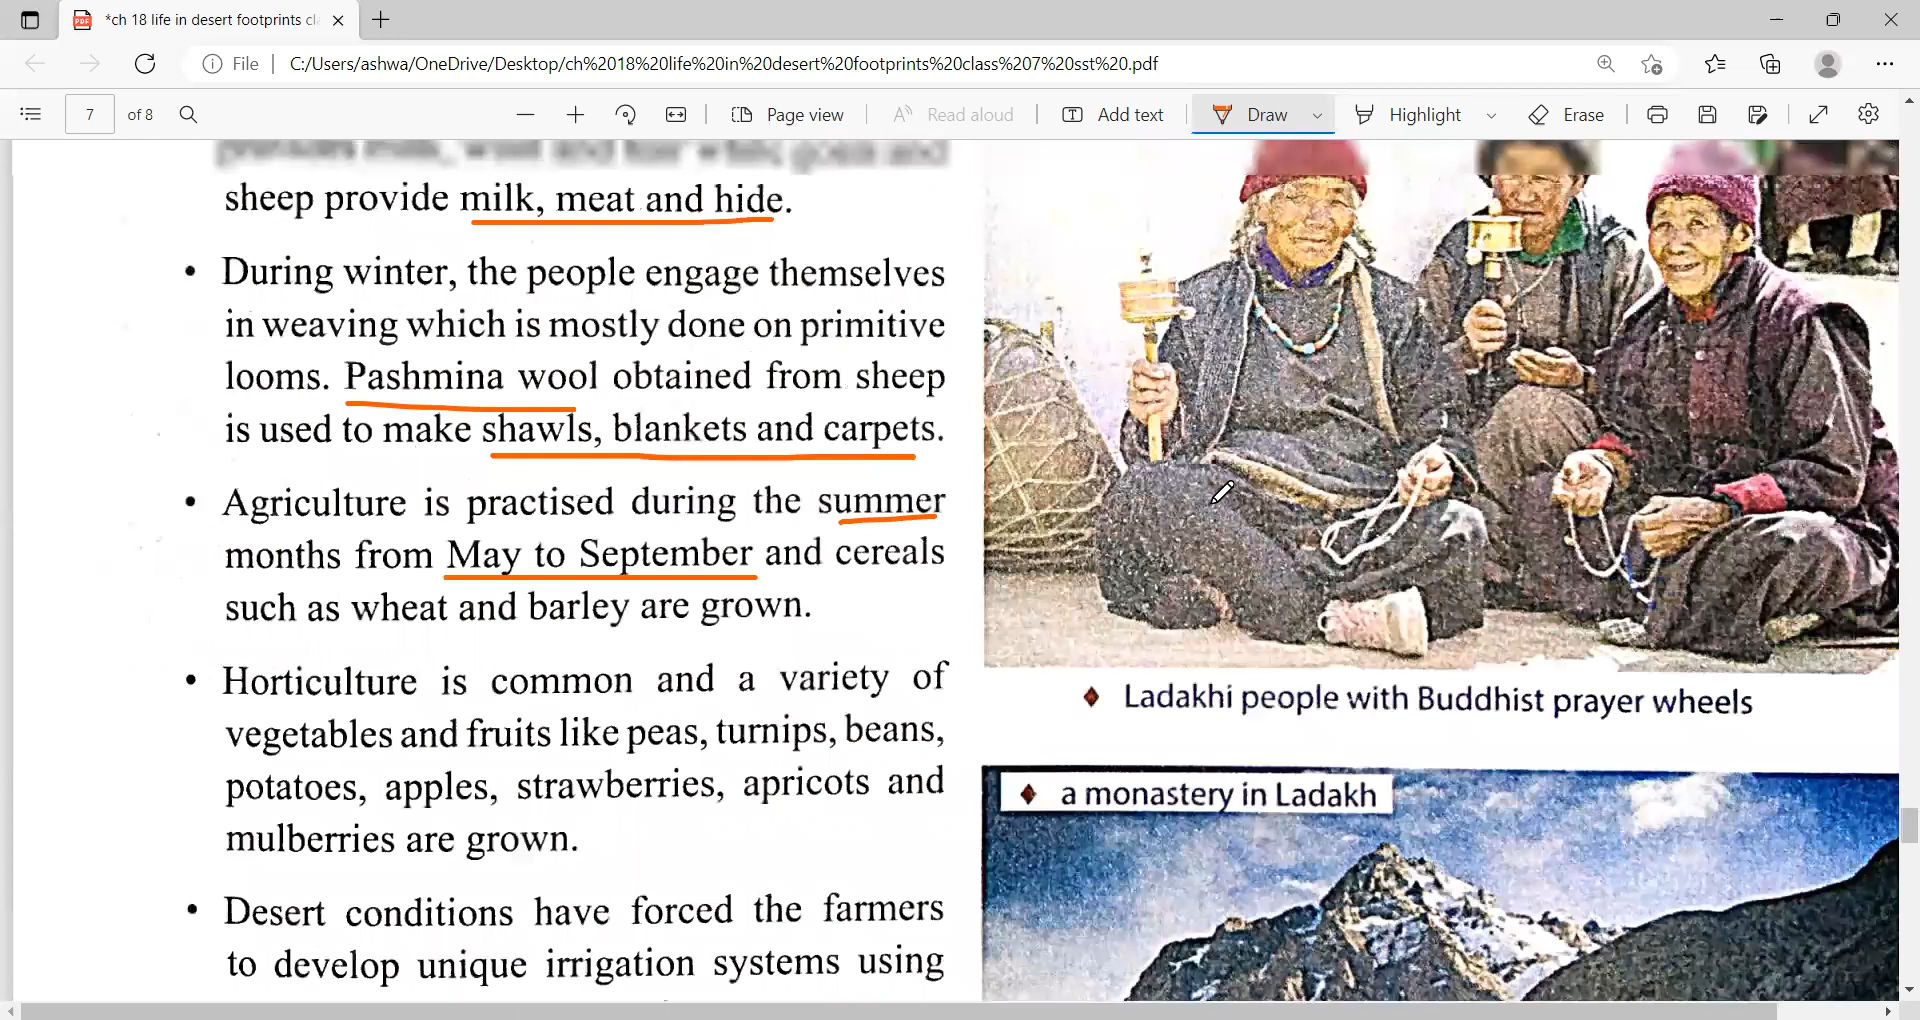 *ch 18 life in desert footprints cla
File
C:/Users/ashwa/OneDrive/Desktop/ch%2018%20life%20in%20desert%20footprints%20class%207%20sst%20.pdf
7 of 8
Page view
Read aloud
Add text
Draw
Highlight
Erase
sheep provide milk, meat and hide.
• During winter, the people engage themselves
in weaving which is mostly done on primitive
looms. Pashmina wool obtained from sheep
is used to make shawls, blankets and carpets.
• Agriculture is practised during the summer
months from May to September and cereals
such as wheat and barley are grown.
• Horticulture is common and a variety of
vegetables and fruits like peas, turnips, beans,
potatoes, apples, strawberries, apricots and
mulberries are grown.
• Desert conditions have forced the farmers
to develop unique irrigation systems using
Ladakhi people with Buddhist prayer wheels
a monastery in Ladakh